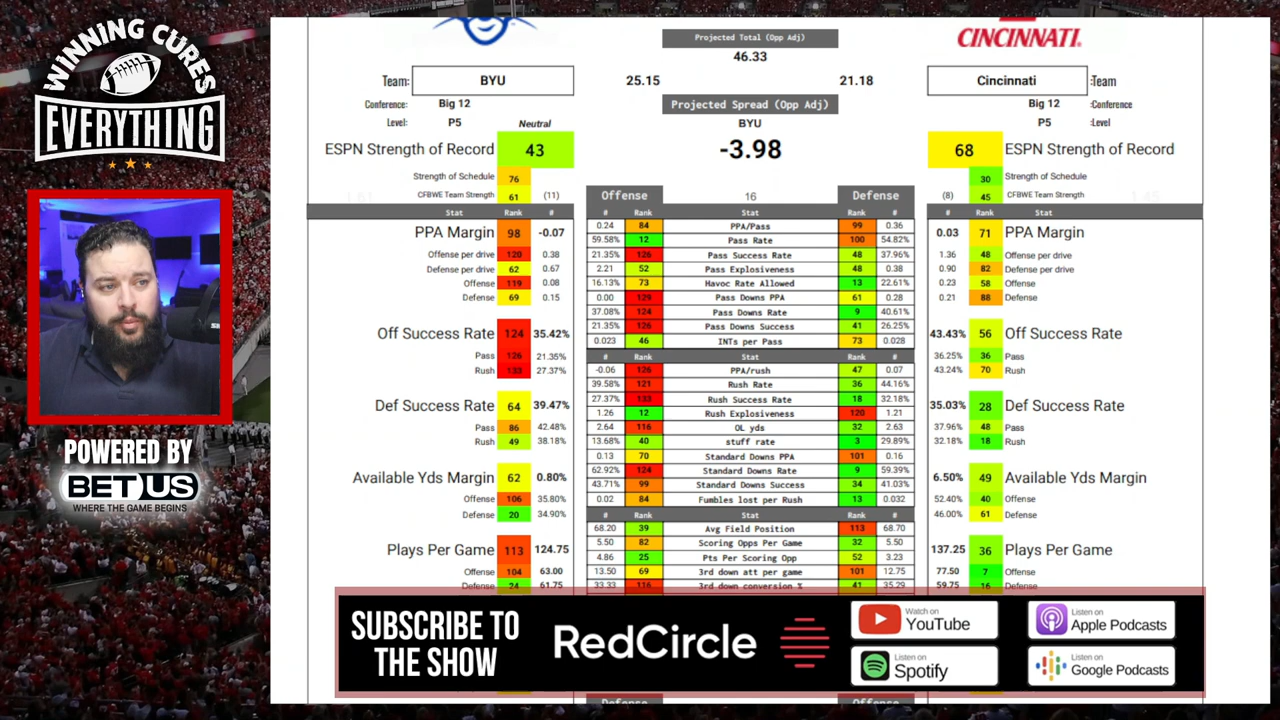 WINNING CURES
EVERYTHING
POWERED BY
BETUS
WHERE THE GAME BEGINS
CINCINNATI
Projected Total (Opp Adj)
46.33
Team: BYU 25.15 21.18 Cincinnati :Team
Projected Spread (Opp Adj)
Conference: Big 12 Big 12 :Conference
Level: P5 Neutral BYU P5 :Level
ESPN Strength of Record 43 -3.98 68 ESPN Strength of Record
Strength of Schedule 76 30 Strength of Schedule
CFBWE Team Strength 61 (11) Offense 16 Defense (8) 45 CFBWE Team Strength
Stat Rank # # Rank Stat Rank # # Rank Stat
PPA Margin 98 -0.07 0.03 71 PPA Margin
Offense per drive 120 0.38 1.36 48 Offense per drive
Defense per drive 62 0.67 0.90 82 Defense per drive
Offense 119 0.08 0.23 58 Offense
Defense 69 0.15 0.21 88 Defense
0.24 84 PPA/Pass 99 0.36
59.58% 12 Pass Rate 100 54.82%
21.35% 126 Pass Success Rate 48 37.96%
2.21 52 Pass Explosiveness 48 0.38
16.13% 73 Havoc Rate Allowed 13 22.61%
0.00 129 Pass Downs PPA 61 0.28
37.08% 124 Pass Downs Rate 9 40.61%
21.35% 126 Pass Downs Success 41 26.25%
0.023 46 INTs per Pass 73 0.028
Off Success Rate 124 35.42% 43.43% 56 Off Success Rate
Pass 126 21.35% 36.25% 36 Pass
Rush 133 27.37% 43.24% 70 Rush
# Rank Stat Rank #
-0.06 126 PPA/rush 47 0.07
39.58% 121 Rush Rate 36 44.16%
27.37% 133 Rush Success Rate 18 32.18%
1.26 12 Rush Explosiveness 120 1.21
2.64 116 OL yds 32 2.63
13.68% 40 stuff rate 3 29.89%
0.13 70 Standard Downs PPA 101 0.16
62.92% 124 Standard Downs Rate 9 59.39%
43.71% 99 Standard Downs Success 34 41.03%
0.02 84 Fumbles lost per Rush 13 0.032
Def Success Rate 64 39.47% 35.03% 28 Def Success Rate
Pass 86 42.48% 37.96% 48 Pass
Rush 49 38.18% 32.18% 18 Rush
Available Yds Margin 62 0.80% 6.50% 49 Available Yds Margin
Offense 106 35.80% 52.40% 40 Offense
Defense 20 34.90% 46.00% 61 Defense
# Rank Stat Rank #
68.20 39 Avg Field Position 113 68.70
5.50 82 Scoring Opps Per Game 32 5.50
4.86 25 Pts Per Scoring Opp 52 3.23
13.50 69 3rd down att per game 101 12.75
33.33 116 3rd down conversion % 41 35.29
Plays Per Game 113 124.75 137.25 36 Plays Per Game
Offense 104 63.00 77.50 7 Offense
Defense 24 61.75 59.75 16 Defense
SUBSCRIBE TO
THE SHOW
RedCircle
Watch on
YouTube
Listen on
Apple Podcasts
Listen on
Spotify
Listen on
Google Podcasts
Defense Offense